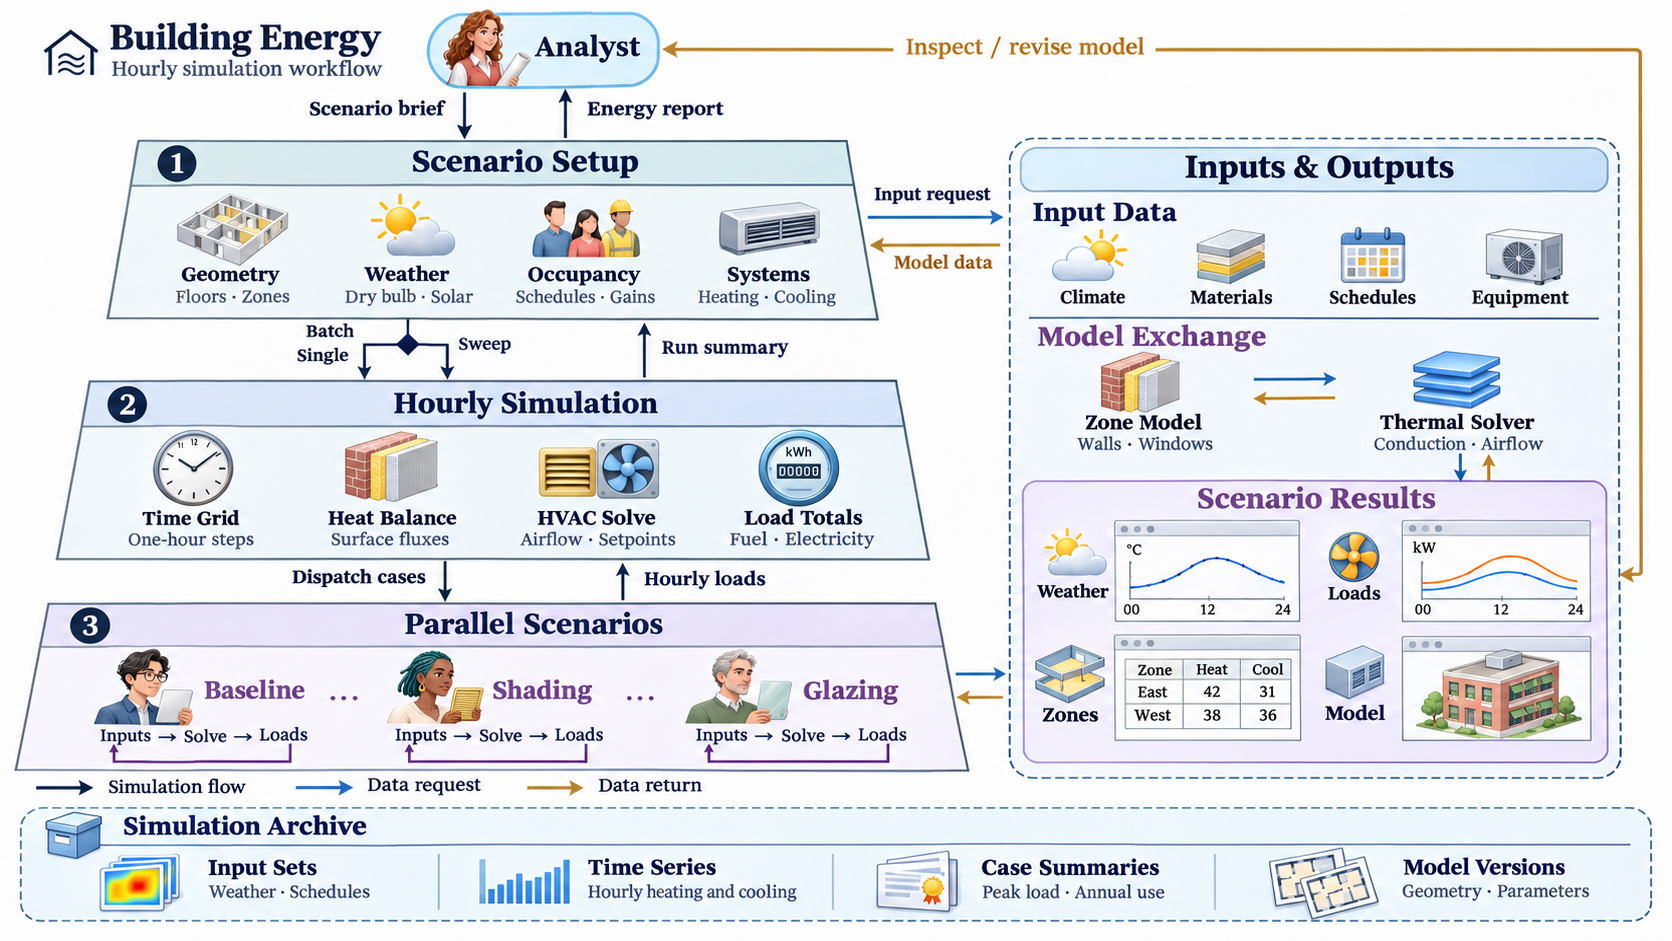 Building Energy
Hourly simulation workflow
Analyst
Inspect / revise model
Scenario brief
Energy report
1
Scenario Setup
Geometry
Floors · Zones
Weather
Dry bulb · Solar
Occupancy
Schedules · Gains
Systems
Heating · Cooling
Input request
Model data
Batch
Single
Sweep
Run summary
2
Hourly Simulation
11 12
Time Grid
One-hour steps
Heat Balance
Surface fluxes
HVAC Solve
Airflow · Setpoints
kWh
00000
Load Totals
Fuel · Electricity
Dispatch cases
Hourly loads
3
Parallel Scenarios
Baseline
...
Shading
...
Glazing
Inputs → Solve → Loads
Inputs → Solve → Loads
Inputs → Solve → Loads
Simulation flow
Data request
Data return
Inputs & Outputs
Input Data
Climate
Materials
Schedules
Equipment
Model Exchange
Zone Model
Walls · Windows
Thermal Solver
Conduction · Airflow
Scenario Results
Weather
°C
00 12 24
Loads
kW
00 12 24
Zones
Zone Heat Cool
East 42 31
West 38 36
Model
Simulation Archive
Input Sets
Weather · Schedules
Time Series
Hourly heating and cooling
Case Summaries
Peak load · Annual use
Model Versions
Geometry · Parameters